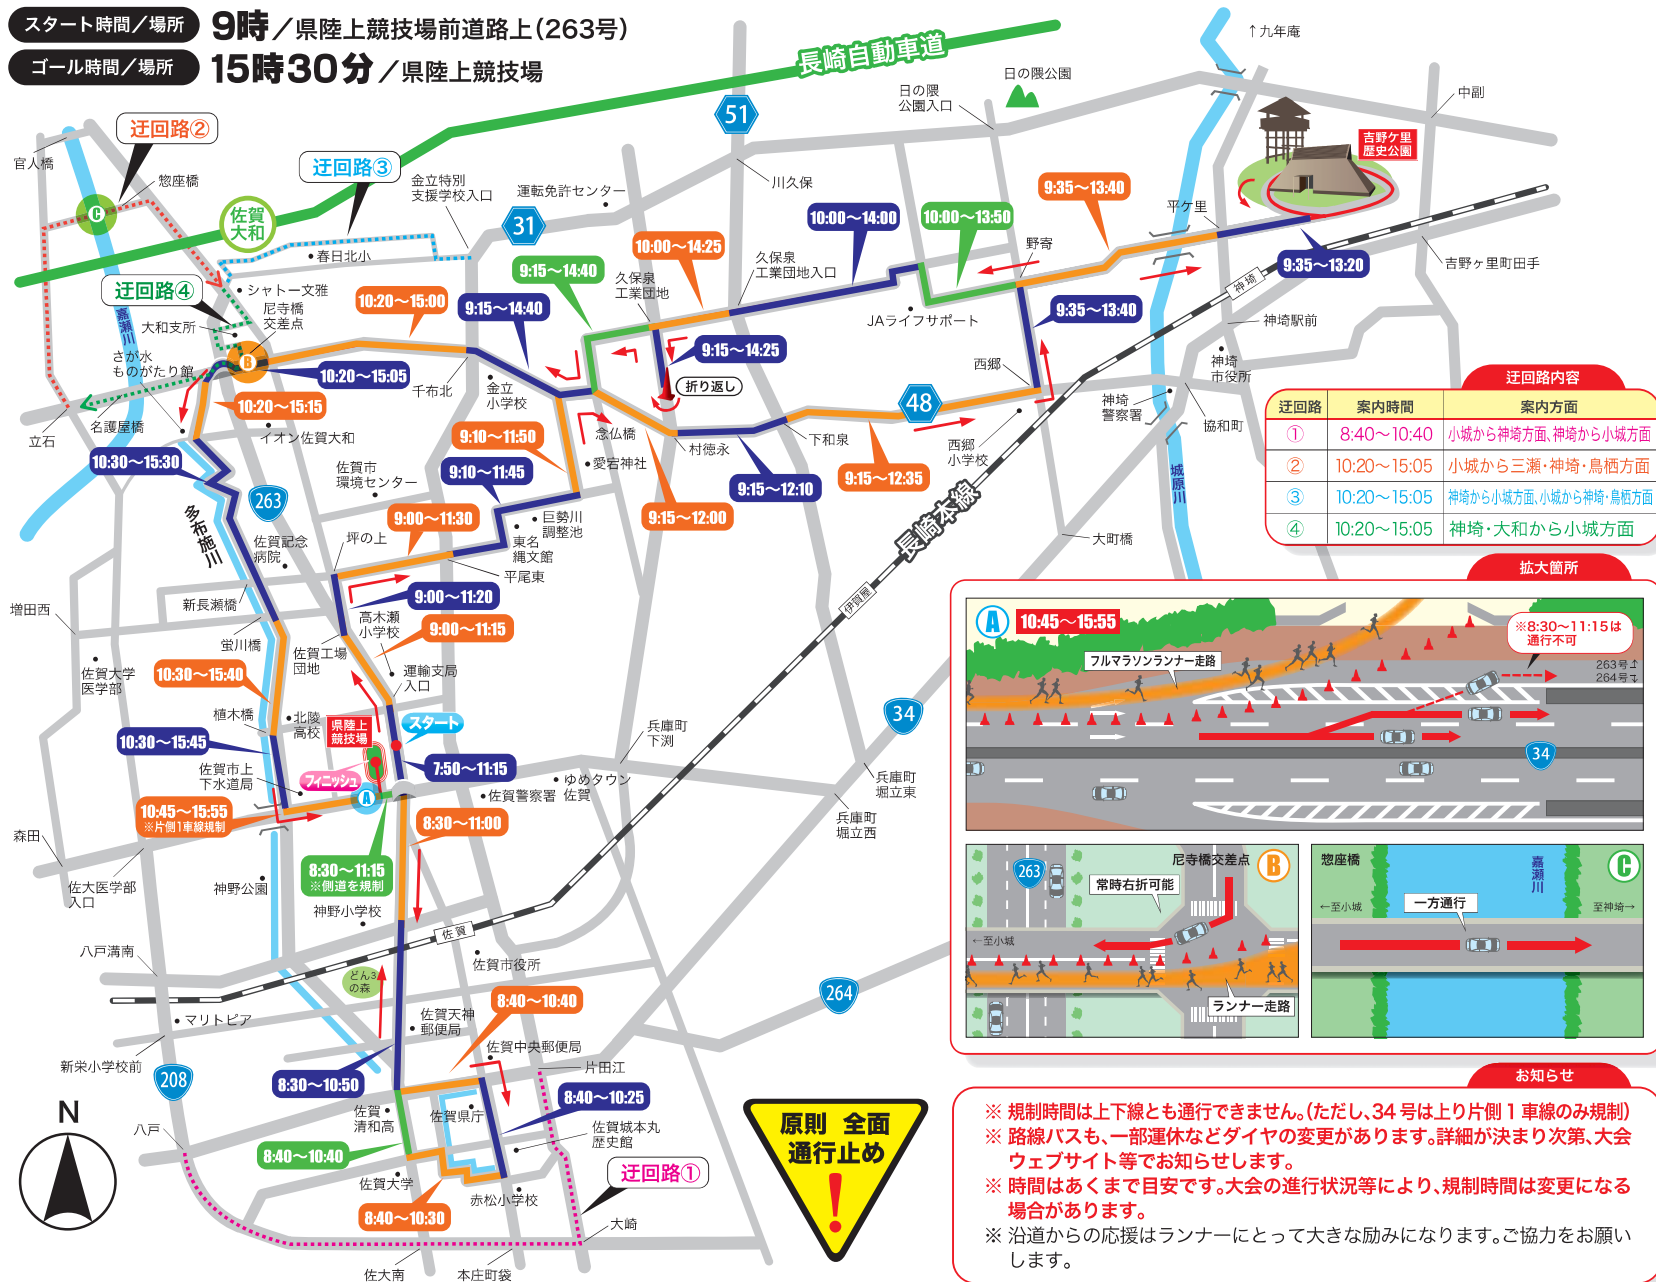 スタート時間／場所 9時／県陸上競技場前道路上（263号）
ゴール時間／場所 15時30分／県陸上競技場
長崎自動車道
↑九年庵
日の隈公園
日の隈
公園入口
中副
51
吉野ケ里
歴史公園
迂回路②
官人橋
惣座橋
迂回路③
金立特別
支援学校入口
運転免許センター
川久保
9:35〜13:40
平ケ里
C
佐賀
大和
31
10:00〜14:00
10:00〜13:50
10:00〜14:25
野寄
吉野ヶ里町田手
春日北小
9:15〜14:40
久保泉
工業団地
久保泉
工業団地入口
9:35〜13:20
神埼
迂回路④
シャトー文雅
尼寺橋
交差点
10:20〜15:00
9:15〜14:40
嘉瀬川
大和支所
JAライフサポート
9:35〜13:40
神埼駅前
さが水
ものがたり館
B
10:20〜15:05
9:15〜14:25
千布北
金立
小学校
折り返し
西郷
神埼
市役所
10:20〜15:15
48
神埼
警察署
協和町
立石
名護屋橋
イオン佐賀大和
9:10〜11:50
念仏橋
村徳永
下和泉
西郷
小学校
10:30〜15:30
佐賀市
環境センター
9:10〜11:45
愛宕神社
9:15〜12:10
9:15〜12:35
城原川
263
9:00〜11:30
9:15〜12:00
長崎本線
多布施川
佐賀記念
病院
坪の上
東名
縄文館
巨勢川
調整池
大町橋
平尾東
伊賀屋
増田西
新長瀬橋
9:00〜11:20
高木瀬
小学校
9:00〜11:15
蛍川橋
佐賀工場
団地
佐賀大学
医学部
10:30〜15:40
運輸支局
入口
植木橋
北陵
高校
県陸上
競技場
スタート
兵庫町
下渕
34
10:30〜15:45
7:50〜11:15
佐賀市上
下水道局
フィニッシュ
A
ゆめタウン
佐賀
佐賀警察署
兵庫町
堀立東
10:45〜15:55
※片側1車線規制
8:30〜11:00
兵庫町
堀立西
森田
8:30〜11:15
※側道を規制
佐大医学部
入口
神野公園
神野小学校
佐賀
八戸溝南
佐賀市役所
どん3
の森
8:40〜10:40
264
マリトピア
佐賀天神
郵便局
佐賀中央郵便局
新栄小学校前
片田江
208
8:30〜10:50
8:40〜10:25
N
八戸
佐賀
清和高
佐賀県庁
佐賀城本丸
歴史館
8:40〜10:40
佐賀大学
赤松小学校
迂回路①
8:40〜10:30
大崎
佐大南
本庄町袋
原則 全面
通行止め
!
迂回路内容
迂回路 案内時間 案内方面
① 8:40〜10:40 小城から神埼方面、神埼から小城方面
② 10:20〜15:05 小城から三瀬・神埼・鳥栖方面
③ 10:20〜15:05 神埼から小城方面、小城から神埼・鳥栖方面
④ 10:20〜15:05 神埼・大和から小城方面
拡大箇所
A 10:45〜15:55
※8:30〜11:15は
通行不可
フルマラソンランナー走路
263号
264号
34
263
尼寺橋交差点
B
常時右折可能
←至小城
ランナー走路
惣座橋
嘉瀬川
C
←至小城
一方通行
至神埼→
お知らせ
※ 規制時間は上下線とも通行できません。（ただし、34号は上り片側1車線のみ規制）
※ 路線バスも、一部運休などダイヤの変更があります。詳細が決まり次第、大会
ウェブサイト等でお知らせします。
※ 時間はあくまで目安です。大会の進行状況等により、規制時間は変更になる
場合があります。
※ 沿道からの応援はランナーにとって大きな励みになります。ご協力をお願い
します。